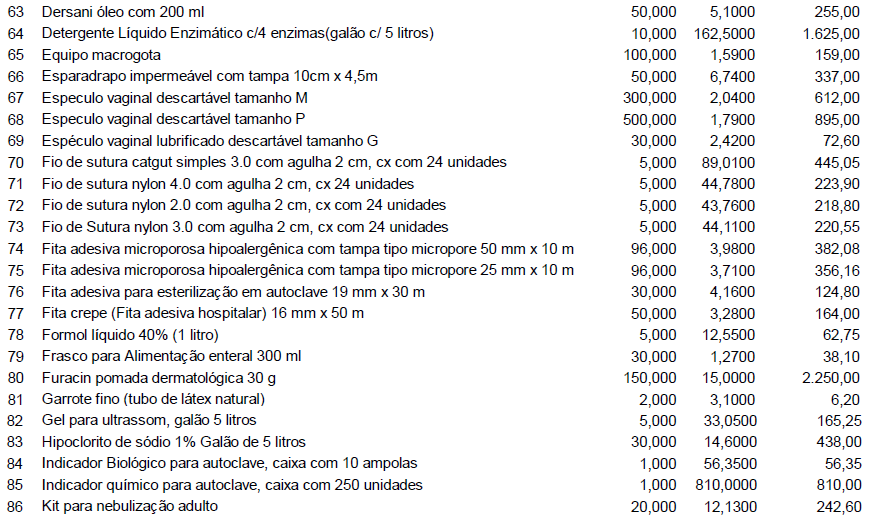 63 Dersani óleo com 200 ml 50,000 5,1000 255,00
64 Detergente Líquido Enzimático c/4 enzimas(galão c/ 5 litros) 10,000 162,5000 1.625,00
65 Equipo macrogota 100,000 1,5900 159,00
66 Esparadrapo impermeável com tampa 10cm x 4,5m 50,000 6,7400 337,00
67 Especulo vaginal descartável tamanho M 300,000 2,0400 612,00
68 Especulo vaginal descartável tamanho P 500,000 1,7900 895,00
69 Espéculo vaginal lubrificado descartável tamanho G 30,000 2,4200 72,60
70 Fio de sutura catgut simples 3.0 com agulha 2 cm, cx com 24 unidades 5,000 89,0100 445,05
71 Fio de sutura nylon 4.0 com agulha 2 cm, cx 24 unidades 5,000 44,7800 223,90
72 Fio de sutura nylon 2.0 com agulha 2 cm, cx com 24 unidades 5,000 43,7600 218,80
73 Fio de Sutura nylon 3.0 com agulha 2 cm, cx com 24 unidades 5,000 44,1100 220,55
74 Fita adesiva microporosa hipoalergênica com tampa tipo micropore 50 mm x 10 m 96,000 3,9800 382,08
75 Fita adesiva microporosa hipoalergênica com tampa tipo micropore 25 mm x 10 m 96,000 3,7100 356,16
76 Fita adesiva para esterilização em autoclave 19 mm x 30 m 30,000 4,1600 124,80
77 Fita crepe (Fita adesiva hospitalar) 16 mm x 50 m 50,000 3,2800 164,00
78 Formol líquido 40% (1 litro) 5,000 12,5500 62,75
79 Frasco para Alimentação enteral 300 ml 30,000 1,2700 38,10
80 Furacin pomada dermatológica 30 g 150,000 15,0000 2.250,00
81 Garrote fino (tubo de látex natural) 2,000 3,1000 6,20
82 Gel para ultrassom, galão 5 litros 5,000 33,0500 165,25
83 Hipoclorito de sódio 1% Galão de 5 litros 30,000 14,6000 438,00
84 Indicador Biológico para autoclave, caixa com 10 ampolas 1,000 56,3500 56,35
85 Indicador químico para autoclave, caixa com 250 unidades 1,000 810,0000 810,00
86 Kit para nebulização adulto 20,000 12,1300 242,60